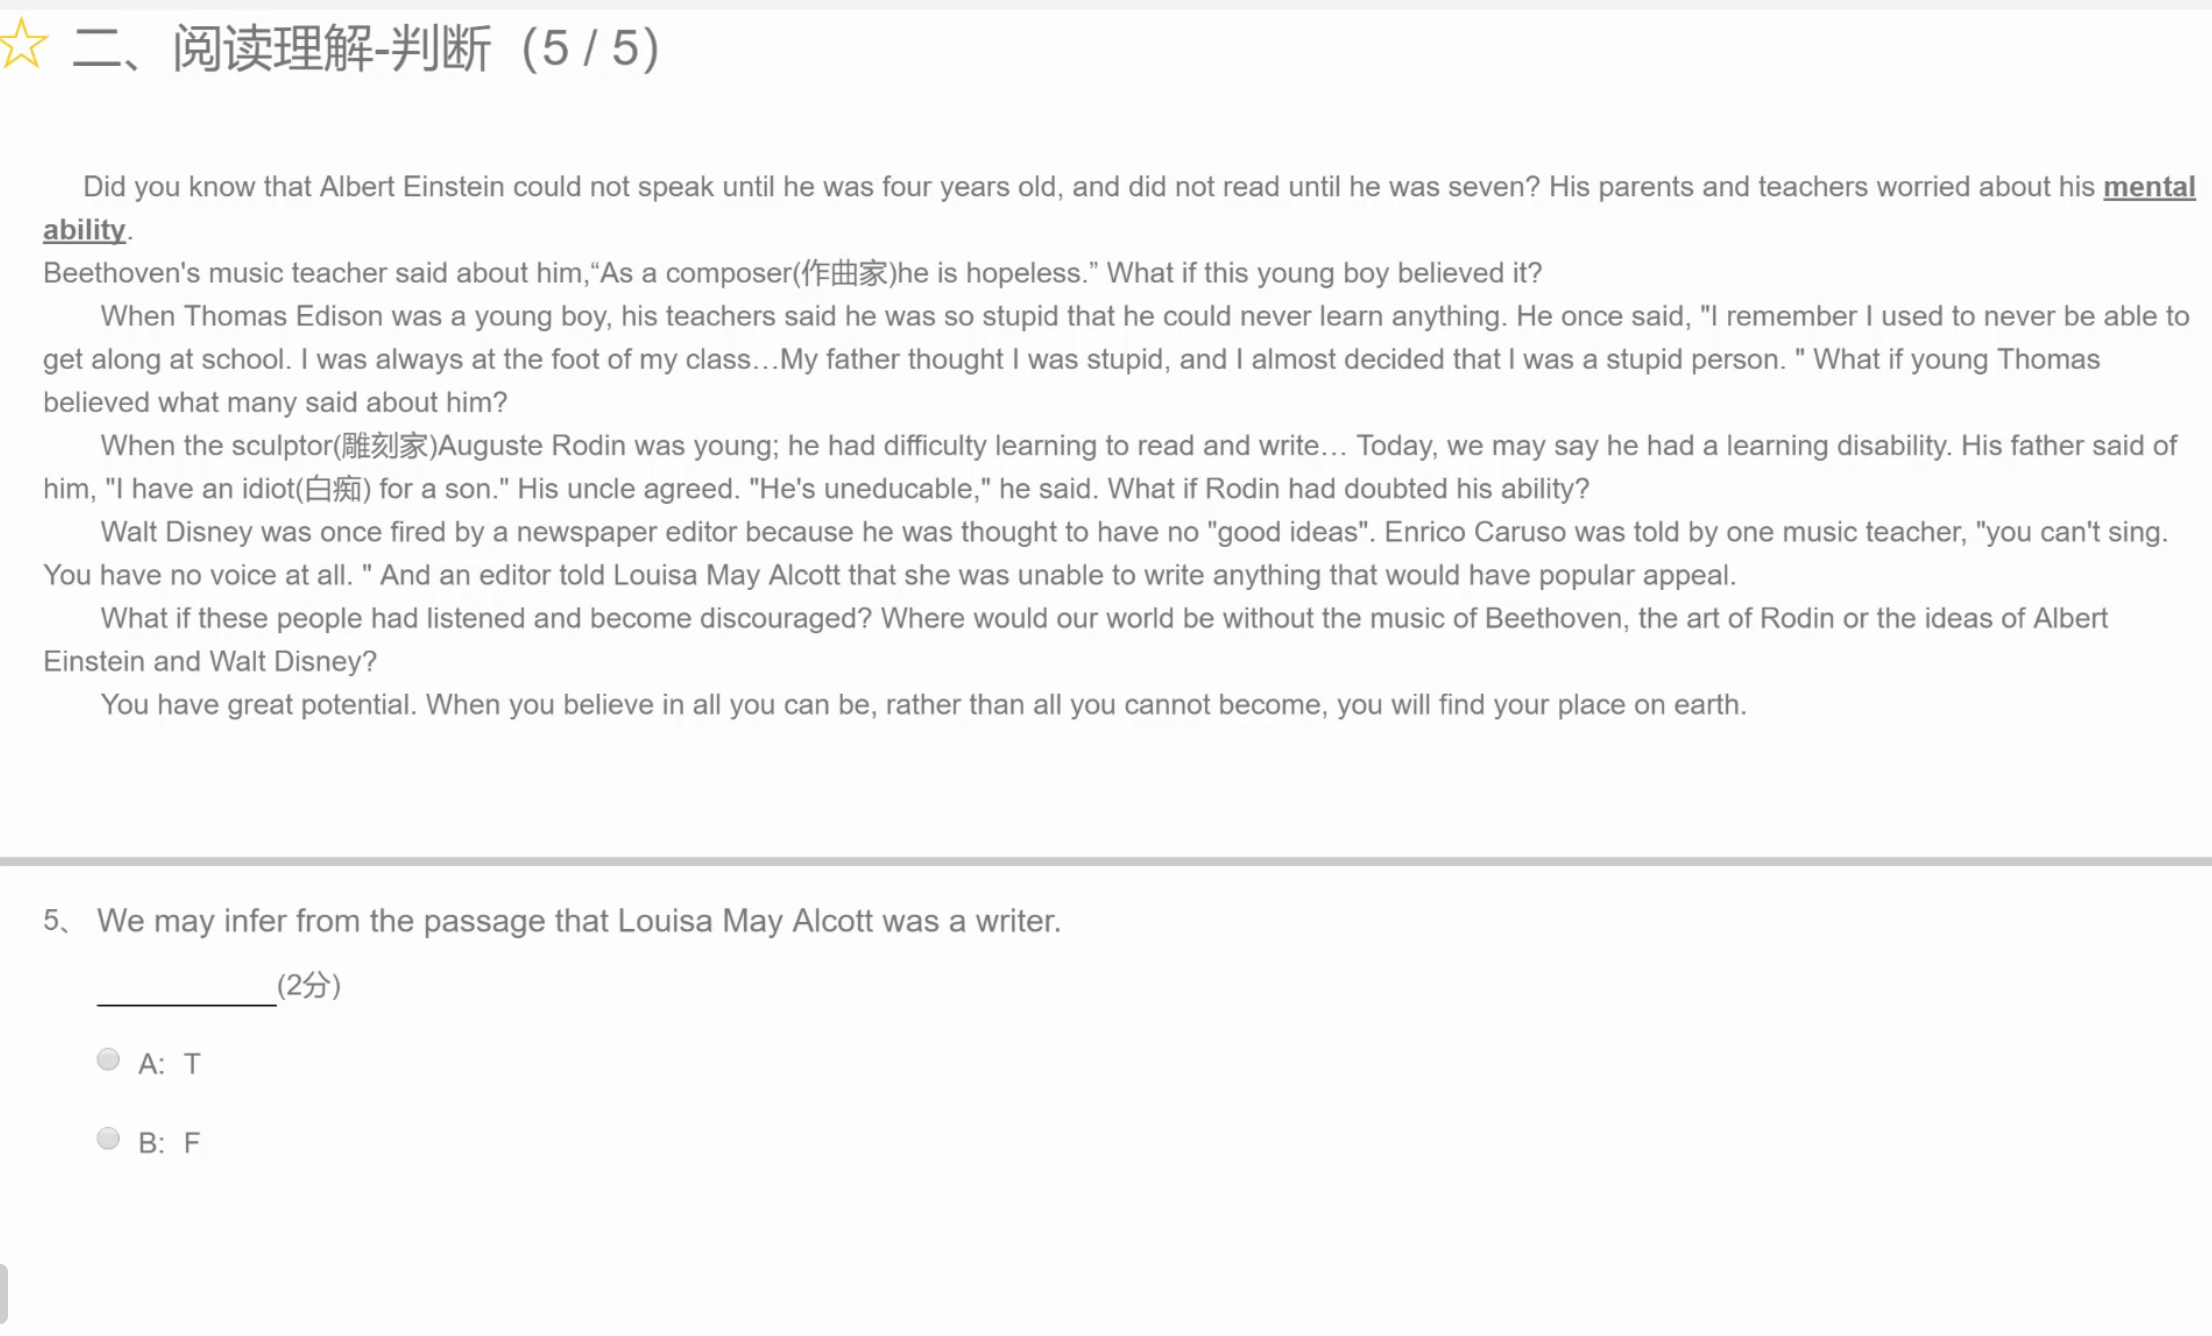 二、阅读理解-判断（5 / 5）
Did you know that Albert Einstein could not speak until he was four years old, and did not read until he was seven? His parents and teachers worried about his mental
ability.
Beethoven's music teacher said about him,“As a composer(作曲家)he is hopeless.” What if this young boy believed it?
When Thomas Edison was a young boy, his teachers said he was so stupid that he could never learn anything. He once said, "I remember I used to never be able to
get along at school. I was always at the foot of my class…My father thought I was stupid, and I almost decided that I was a stupid person. " What if young Thomas
believed what many said about him?
When the sculptor(雕刻家)Auguste Rodin was young; he had difficulty learning to read and write… Today, we may say he had a learning disability. His father said of
him, "I have an idiot(白痴) for a son." His uncle agreed. "He's uneducable," he said. What if Rodin had doubted his ability?
Walt Disney was once fired by a newspaper editor because he was thought to have no "good ideas". Enrico Caruso was told by one music teacher, "you can't sing.
You have no voice at all. " And an editor told Louisa May Alcott that she was unable to write anything that would have popular appeal.
What if these people had listened and become discouraged? Where would our world be without the music of Beethoven, the art of Rodin or the ideas of Albert
Einstein and Walt Disney?
You have great potential. When you believe in all you can be, rather than all you cannot become, you will find your place on earth.
5、 We may infer from the passage that Louisa May Alcott was a writer.
__________(2分)
A: T
B: F